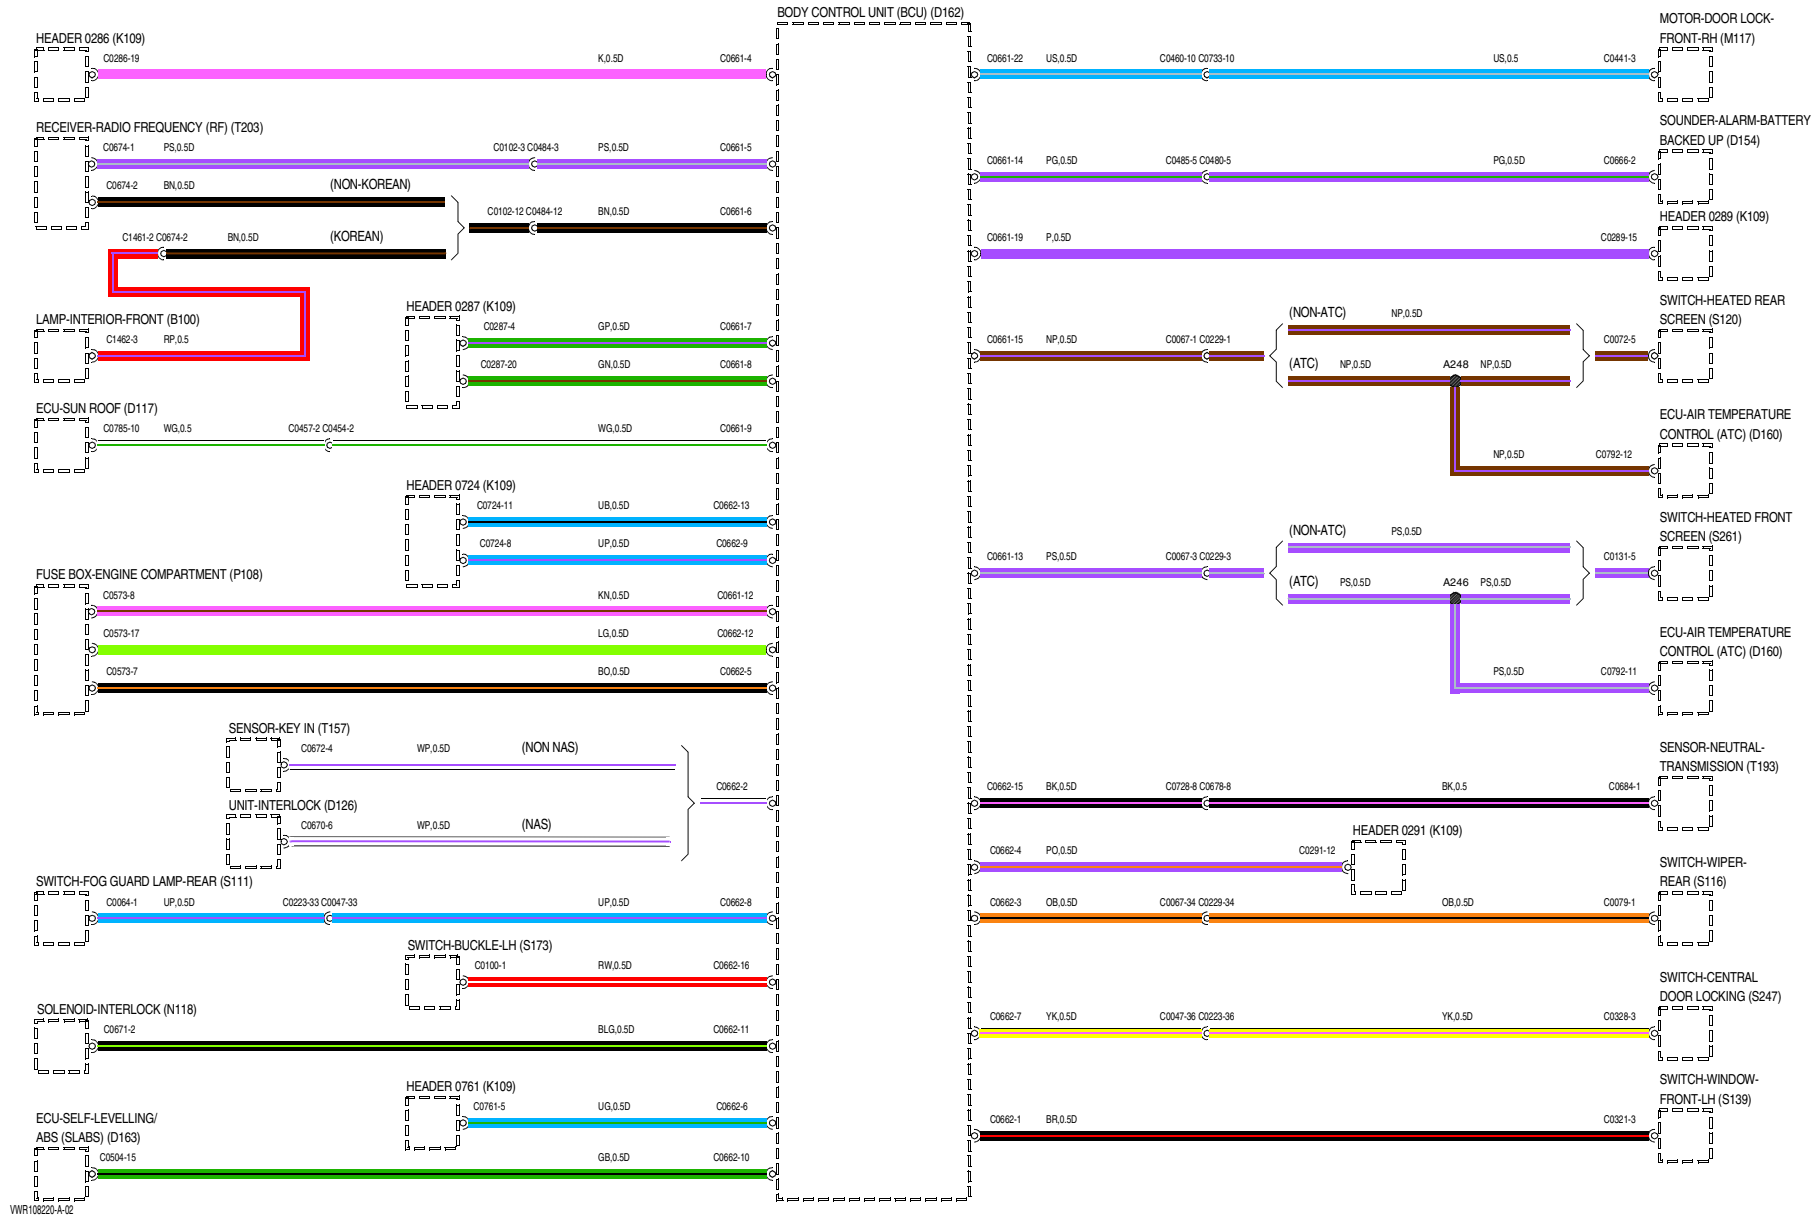 BODY CONTROL UNIT (BCU) (D162)
HEADER 0286 (K109)
C0286-19 K,0.5D C0661-4
RECEIVER-RADIO FREQUENCY (RF) (T203)
C0674-1 PS,0.5D C0102-3 C0484-3 PS,0.5D C0661-5
C0674-2 BN,0.5D (NON-KOREAN)
C0102-12 C0484-12 BN,0.5D C0661-6
C1461-2 C0674-2 BN,0.5D (KOREAN)
LAMP-INTERIOR-FRONT (B100)
C1462-3 RP,0.5
HEADER 0287 (K109)
C0287-4 GP,0.5D C0661-7
C0287-20 GN,0.5D C0661-8
ECU-SUN ROOF (D117)
C0785-10 WG,0.5 C0457-2 C0454-2 WG,0.5D C0661-9
HEADER 0724 (K109)
C0724-11 UB,0.5D C0662-13
C0724-8 UP,0.5D C0662-9
FUSE BOX-ENGINE COMPARTMENT (P108)
C0573-8 KN,0.5D C0661-12
C0573-17 LG,0.5D C0662-12
C0573-7 BO,0.5D C0662-5
SENSOR-KEY IN (T157)
C0672-4 WP,0.5D (NON NAS)
C0662-2
UNIT-INTERLOCK (D126)
C0670-6 WP,0.5D (NAS)
SWITCH-FOG GUARD LAMP-REAR (S111)
C0064-1 UP,0.5D C0223-33 C0047-33 UP,0.5D C0662-8
SWITCH-BUCKLE-LH (S173)
C0100-1 RW,0.5D C0662-16
SOLENOID-INTERLOCK (N118)
C0671-2 BLG,0.5D C0662-11
HEADER 0761 (K109)
C0761-5 UG,0.5D C0662-6
ECU-SELF-LEVELLING/
ABS (SLABS) (D163)
C0504-15 GB,0.5D C0662-10
VWR108220-A-02
MOTOR-DOOR LOCK-
FRONT-RH (M117)
C0661-22 US,0.5D C0460-10 C0733-10 US,0.5 C0441-3
SOUNDER-ALARM-BATTERY
BACKED UP (D154)
C0661-14 PG,0.5D C0485-5 C0480-5 PG,0.5D C0666-2
HEADER 0289 (K109)
C0661-19 P,0.5D C0289-15
SWITCH-HEATED REAR
SCREEN (S120)
(NON-ATC) NP,0.5D
C0661-15 NP,0.5D C0067-1 C0229-1 C0072-5
(ATC) NP,0.5D A248 NP,0.5D
ECU-AIR TEMPERATURE
CONTROL (ATC) (D160)
NP,0.5D C0792-12
SWITCH-HEATED FRONT
SCREEN (S261)
(NON-ATC) PS,0.5D
C0661-13 PS,0.5D C0067-3 C0229-3 C0131-5
(ATC) PS,0.5D A246 PS,0.5D
ECU-AIR TEMPERATURE
CONTROL (ATC) (D160)
PS,0.5D C0792-11
SENSOR-NEUTRAL-
TRANSMISSION (T193)
C0662-15 BK,0.5D C0728-8 C0678-8 BK,0.5 C0684-1
HEADER 0291 (K109)
C0662-4 PO,0.5D C0291-12
SWITCH-WIPER-
REAR (S116)
C0662-3 OB,0.5D C0067-34 C0229-34 OB,0.5D C0079-1
SWITCH-CENTRAL
DOOR LOCKING (S247)
C0662-7 YK,0.5D C0047-36 C0223-36 YK,0.5D C0328-3
SWITCH-WINDOW-
FRONT-LH (S139)
C0662-1 BR,0.5D C0321-3